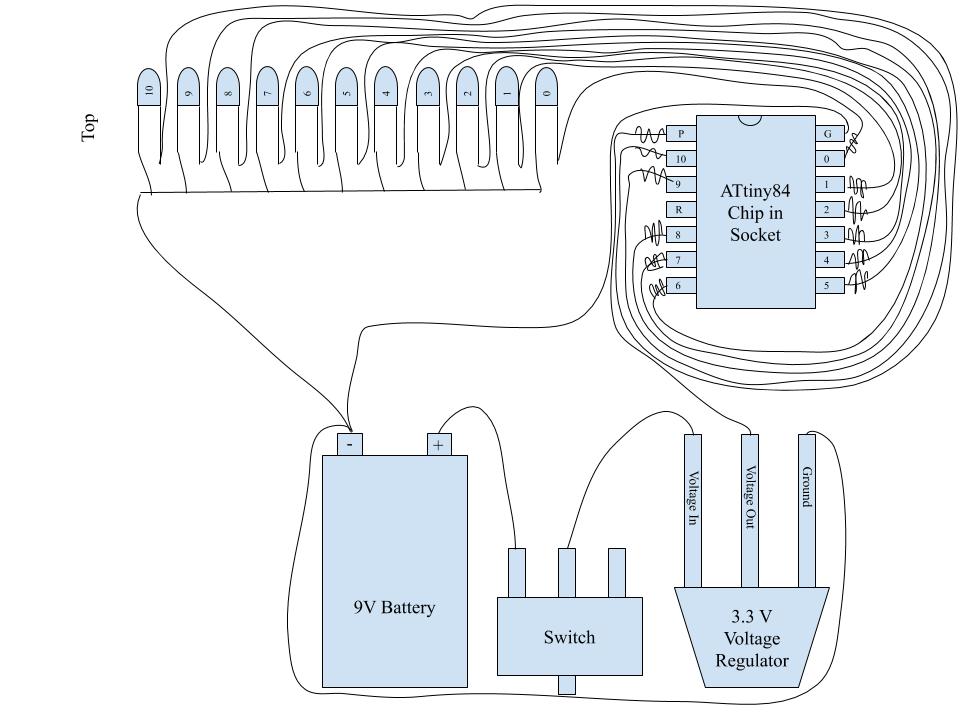 Top
10
9
8
7
6
5
4
3
2
1
0
P
10
9
R
8
7
6
ATtiny84
Chip in
Socket
G
0
1
2
3
4
5
-
+
9V Battery
Switch
Voltage In
Voltage Out
Ground
3.3 V
Voltage
Regulator